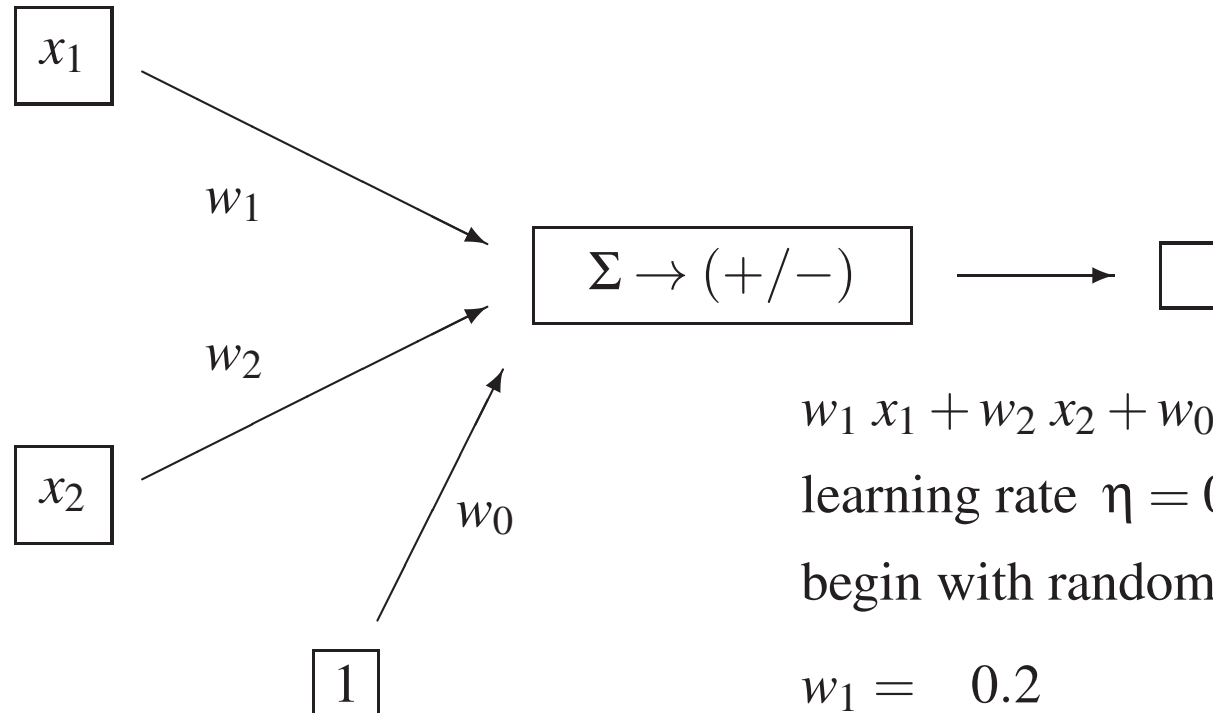 x₁
w₁
Σ → (+/−)
w₂
w₁ x₁ + w₂ x₂ + w₀
x₂
learning rate η =
w₀
begin with random
1
w₁ = 0.2